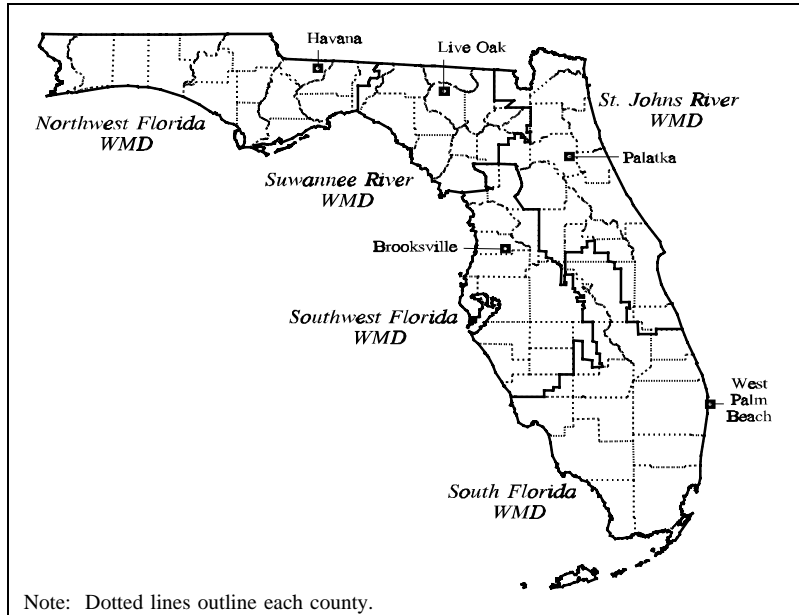 Havana
Live Oak
St. Johns River
WMD
Northwest Florida
WMD
Palatka
Suwannee River
WMD
Brooksville
Southwest Florida
WMD
West
Palm
Beach
South Florida
WMD
Note: Dotted lines outline each county.